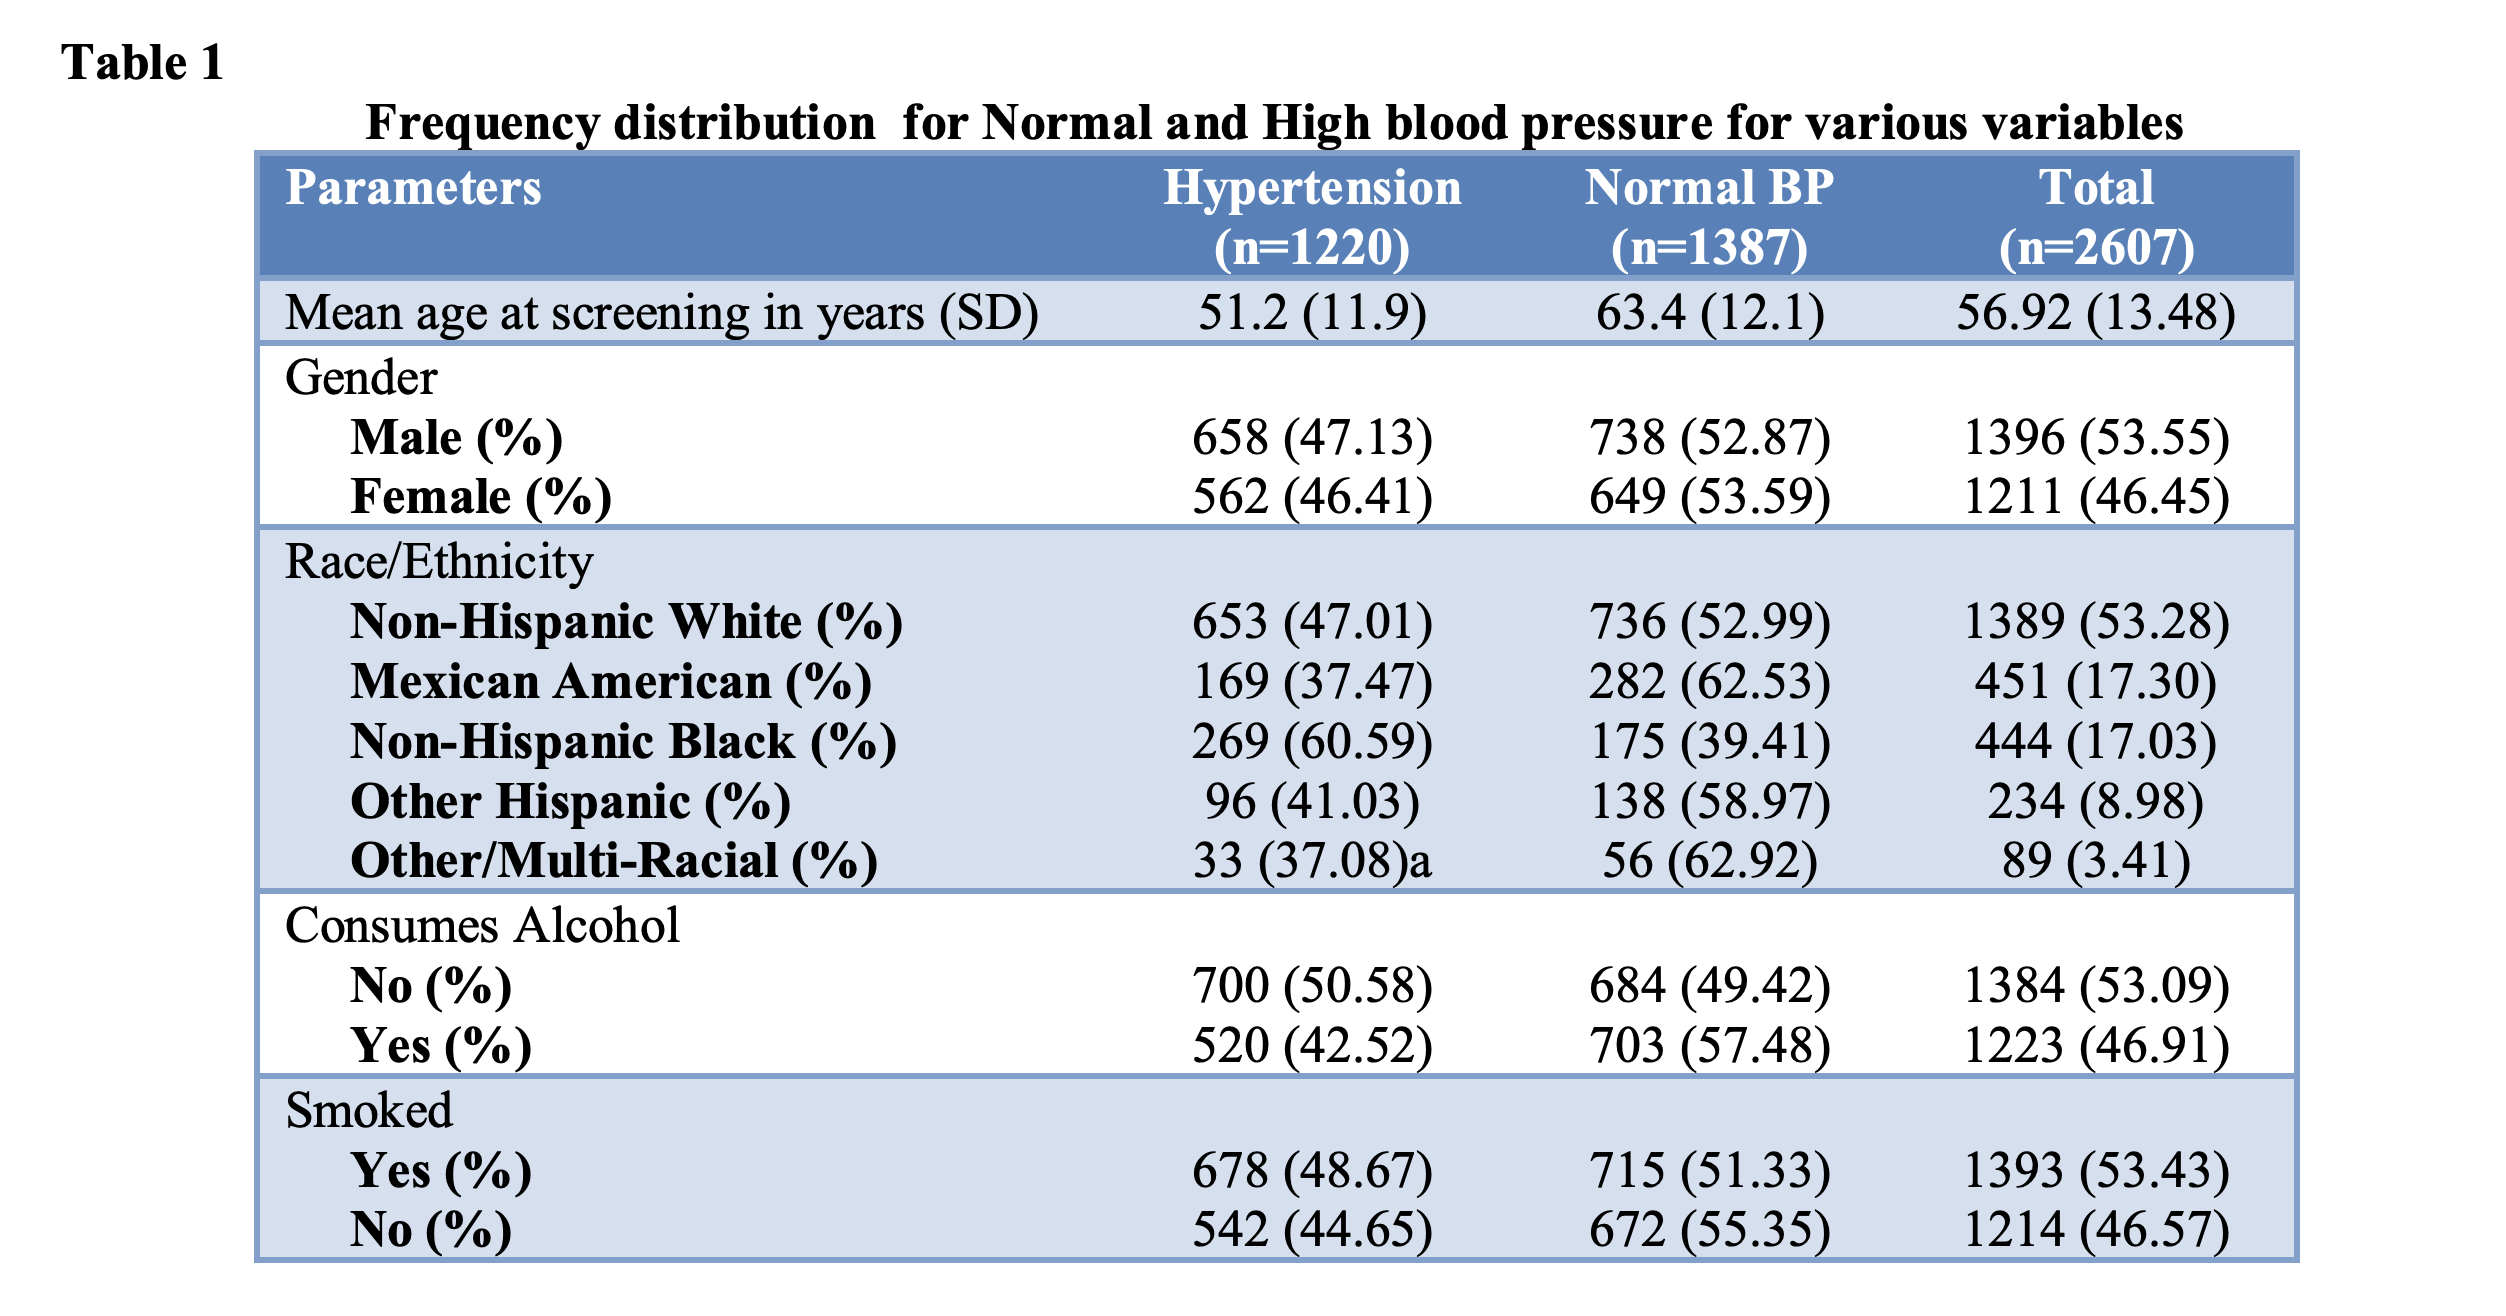 Table 1
Frequency distribution  for Normal and High blood pressure for various variables
Parameters Hypertension Normal BP Total
(n=1220) (n=1387) (n=2607)
Mean age at screening in years (SD) 51.2 (11.9) 63.4 (12.1) 56.92 (13.48)
Gender
Male (%) 658 (47.13) 738 (52.87) 1396 (53.55)
Female (%) 562 (46.41) 649 (53.59) 1211 (46.45)
Race/Ethnicity
Non-Hispanic White (%) 653 (47.01) 736 (52.99) 1389 (53.28)
Mexican American (%) 169 (37.47) 282 (62.53) 451 (17.30)
Non-Hispanic Black (%) 269 (60.59) 175 (39.41) 444 (17.03)
Other Hispanic (%) 96 (41.03) 138 (58.97) 234 (8.98)
Other/Multi-Racial (%) 33 (37.08)a 56 (62.92) 89 (3.41)
Consumes Alcohol
No (%) 700 (50.58) 684 (49.42) 1384 (53.09)
Yes (%) 520 (42.52) 703 (57.48) 1223 (46.91)
Smoked
Yes (%) 678 (48.67) 715 (51.33) 1393 (53.43)
No (%) 542 (44.65) 672 (55.35) 1214 (46.57)